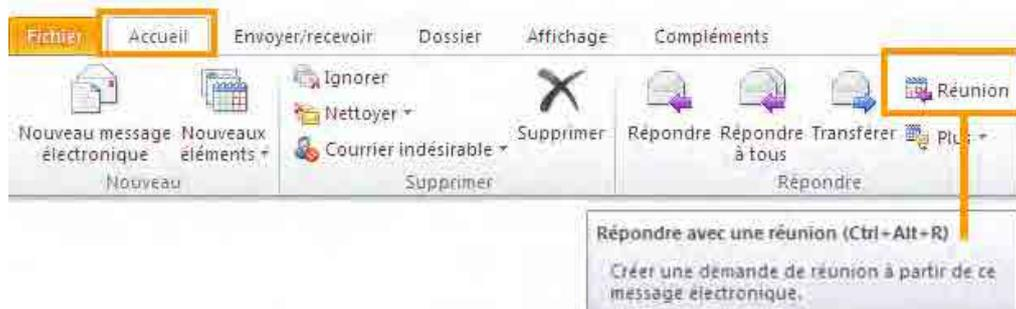 Fichier Accueil Envoyer/recevoir Dossier Affichage Compléments
Nouveau message
électronique
Nouveaux
éléments
Nouveau
Ignorer
Nettoyer
Courrier indésirable
Supprimer
Supprimer
Répondre
Répondre
à tous
Transférer
Réunion
Plus
Répondre
Répondre avec une réunion (Ctrl+Alt+R)
Créer une demande de réunion à partir de ce
message électronique.